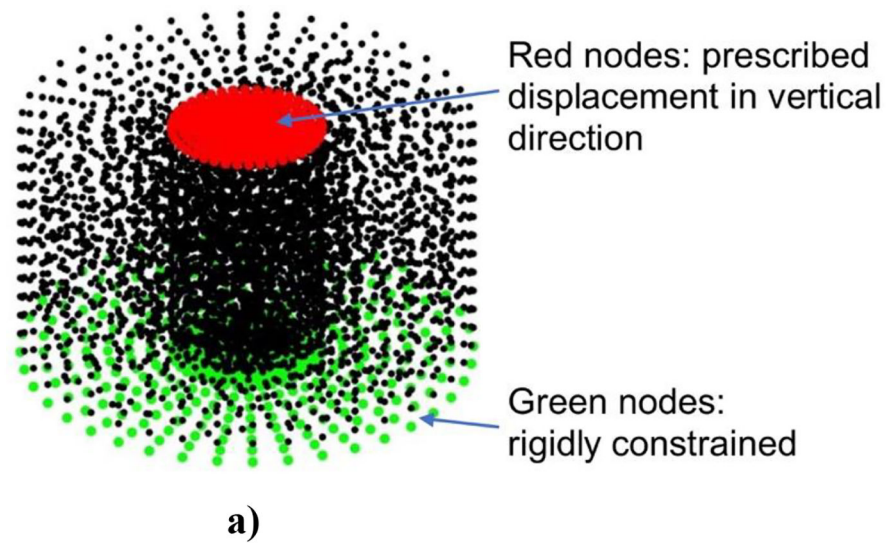 Red nodes: prescribed
displacement in vertical
direction
Green nodes:
rigidly constrained
a)